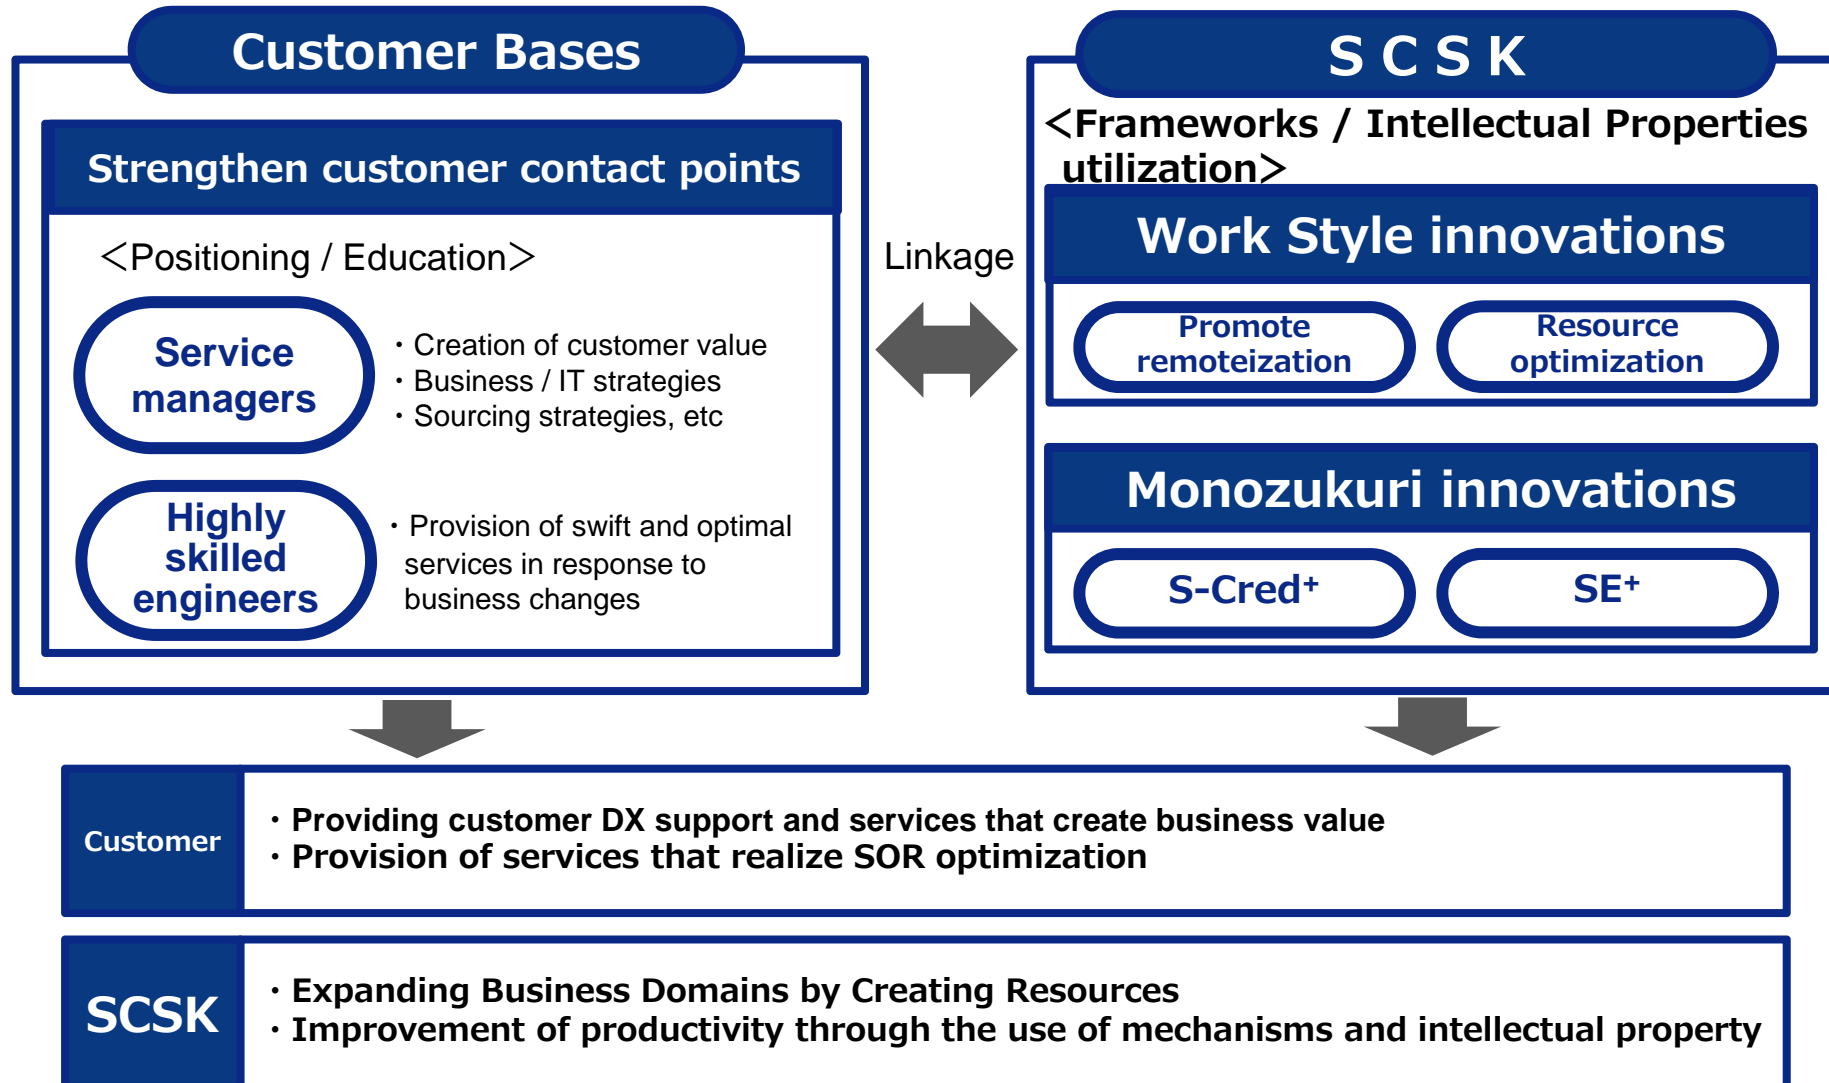 Customer Bases
Strengthen customer contact points
<Positioning / Education>
Service
managers
・Creation of customer value
・Business / IT strategies
・Sourcing strategies, etc
Highly
skilled
engineers
・Provision of swift and optimal
services in response to
business changes
Linkage
SCSK
<Frameworks / Intellectual Properties
utilization>
Work Style innovations
Promote
remoteization
Resource
optimization
Monozukuri innovations
S-Cred⁺
SE⁺
Customer
・Providing customer DX support and services that create business value
・Provision of services that realize SOR optimization
SCSK
・Expanding Business Domains by Creating Resources
・Improvement of productivity through the use of mechanisms and intellectual property